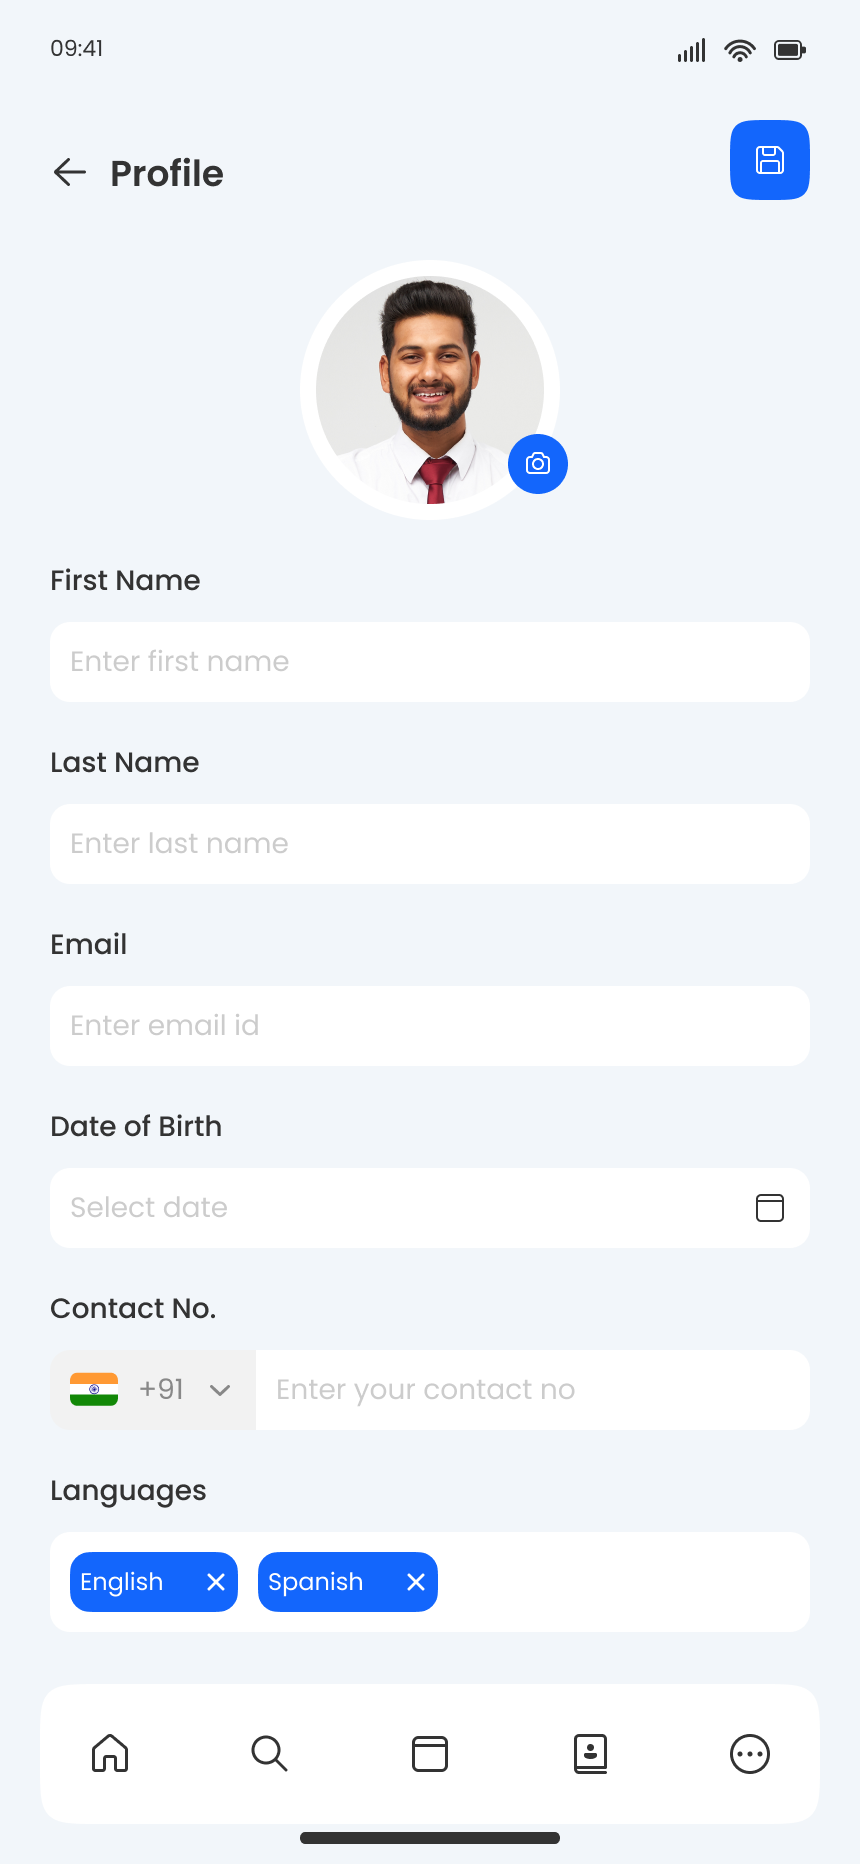 09:41
Profile
First Name
Enter first name
Last Name
Enter last name
Email
Enter email id
Date of Birth
Select date
Contact No.
+91 Enter your contact no
Languages
English Spanish